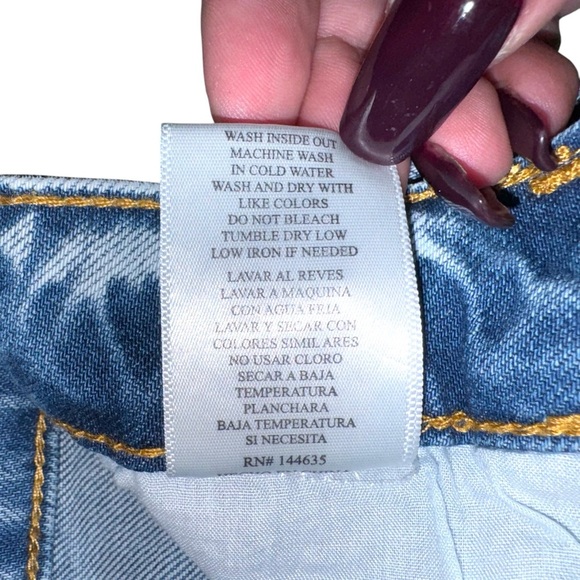 WASH INSIDE OUT
MACHINE WASH
IN COLD WATER
WASH AND DRY WITH
LIKE COLORS
DO NOT BLEACH
TUMBLE DRY LOW
LOW IRON IF NEEDED
LAVAR AL REVES
LAVAR A MAQUINA
CON AGUA FRIA
LAVAR Y SECAR CON
COLORES SIMILARES
NO USAR CLORO
SECAR A BAJA
TEMPERATURA
PLANCHAR A
BAJA TEMPERATURA
SI NECESITA
RN# 144635